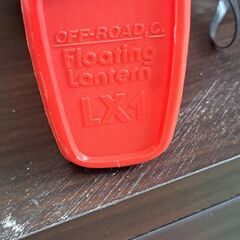 OFF-ROAD,C.
Floating
Lantern
LX1